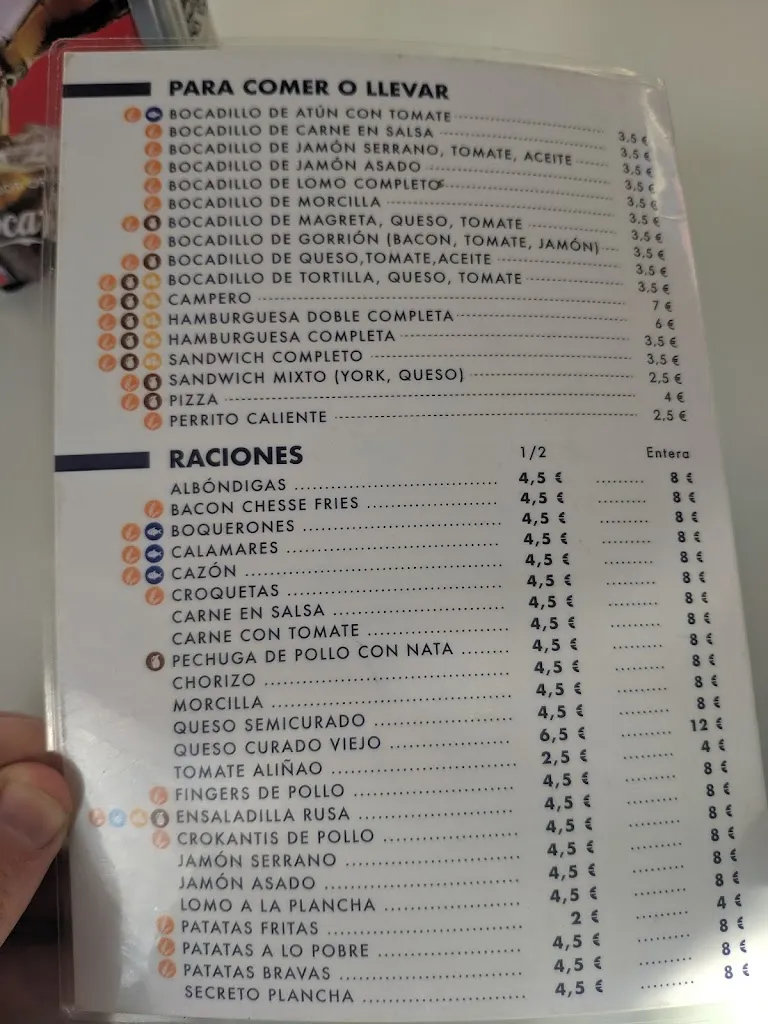 PARA COMER O LLEVAR
BOCADILLO DE ATÚN CON TOMATE 3,5 €
BOCADILLO DE CARNE EN SALSA 3,5 €
BOCADILLO DE JAMÓN SERRANO, TOMATE, ACEITE 3,5 €
BOCADILLO DE JAMÓN ASADO 3,5 €
BOCADILLO DE LOMO COMPLETO 3,5 €
BOCADILLO DE MORCILLA 3,5 €
BOCADILLO DE MAGRETA, QUESO, TOMATE 3,5 €
BOCADILLO DE GORRIÓN (BACON, TOMATE, JAMÓN) 3,5 €
BOCADILLO DE QUESO,TOMATE,ACEITE 3,5 €
BOCADILLO DE TORTILLA, QUESO, TOMATE 3,5 €
CAMPERO 7 €
HAMBURGUESA DOBLE COMPLETA 6 €
HAMBURGUESA COMPLETA 3,5 €
SANDWICH COMPLETO 3,5 €
SANDWICH MIXTO (YORK, QUESO) 2,5 €
PIZZA 4 €
PERRITO CALIENTE 2,5 €
RACIONES 1/2 Entera
ALBÓNDIGAS 4,5 € 8 €
BACON CHESSE FRIES 4,5 € 8 €
BOQUERONES 4,5 € 8 €
CALAMARES 4,5 € 8 €
CAZÓN 4,5 € 8 €
CROQUETAS 4,5 € 8 €
CARNE EN SALSA 4,5 € 8 €
CARNE CON TOMATE 4,5 € 8 €
PECHUGA DE POLLO CON NATA 4,5 € 8 €
CHORIZO 4,5 € 8 €
MORCILLA 4,5 € 8 €
QUESO SEMICURADO 4,5 € 8 €
QUESO CURADO VIEJO 6,5 € 12 €
TOMATE ALIÑAO 2,5 € 4 €
FINGERS DE POLLO 4,5 € 8 €
ENSALADILLA RUSA 4,5 € 8 €
CROKANTIS DE POLLO 4,5 € 8 €
JAMÓN SERRANO 4,5 € 8 €
JAMÓN ASADO 4,5 € 8 €
LOMO A LA PLANCHA 4,5 € 8 €
PATATAS FRITAS 2 € 4 €
PATATAS A LO POBRE 4,5 € 8 €
PATATAS BRAVAS 4,5 € 8 €
SECRETO PLANCHA 4,5 € 8 €